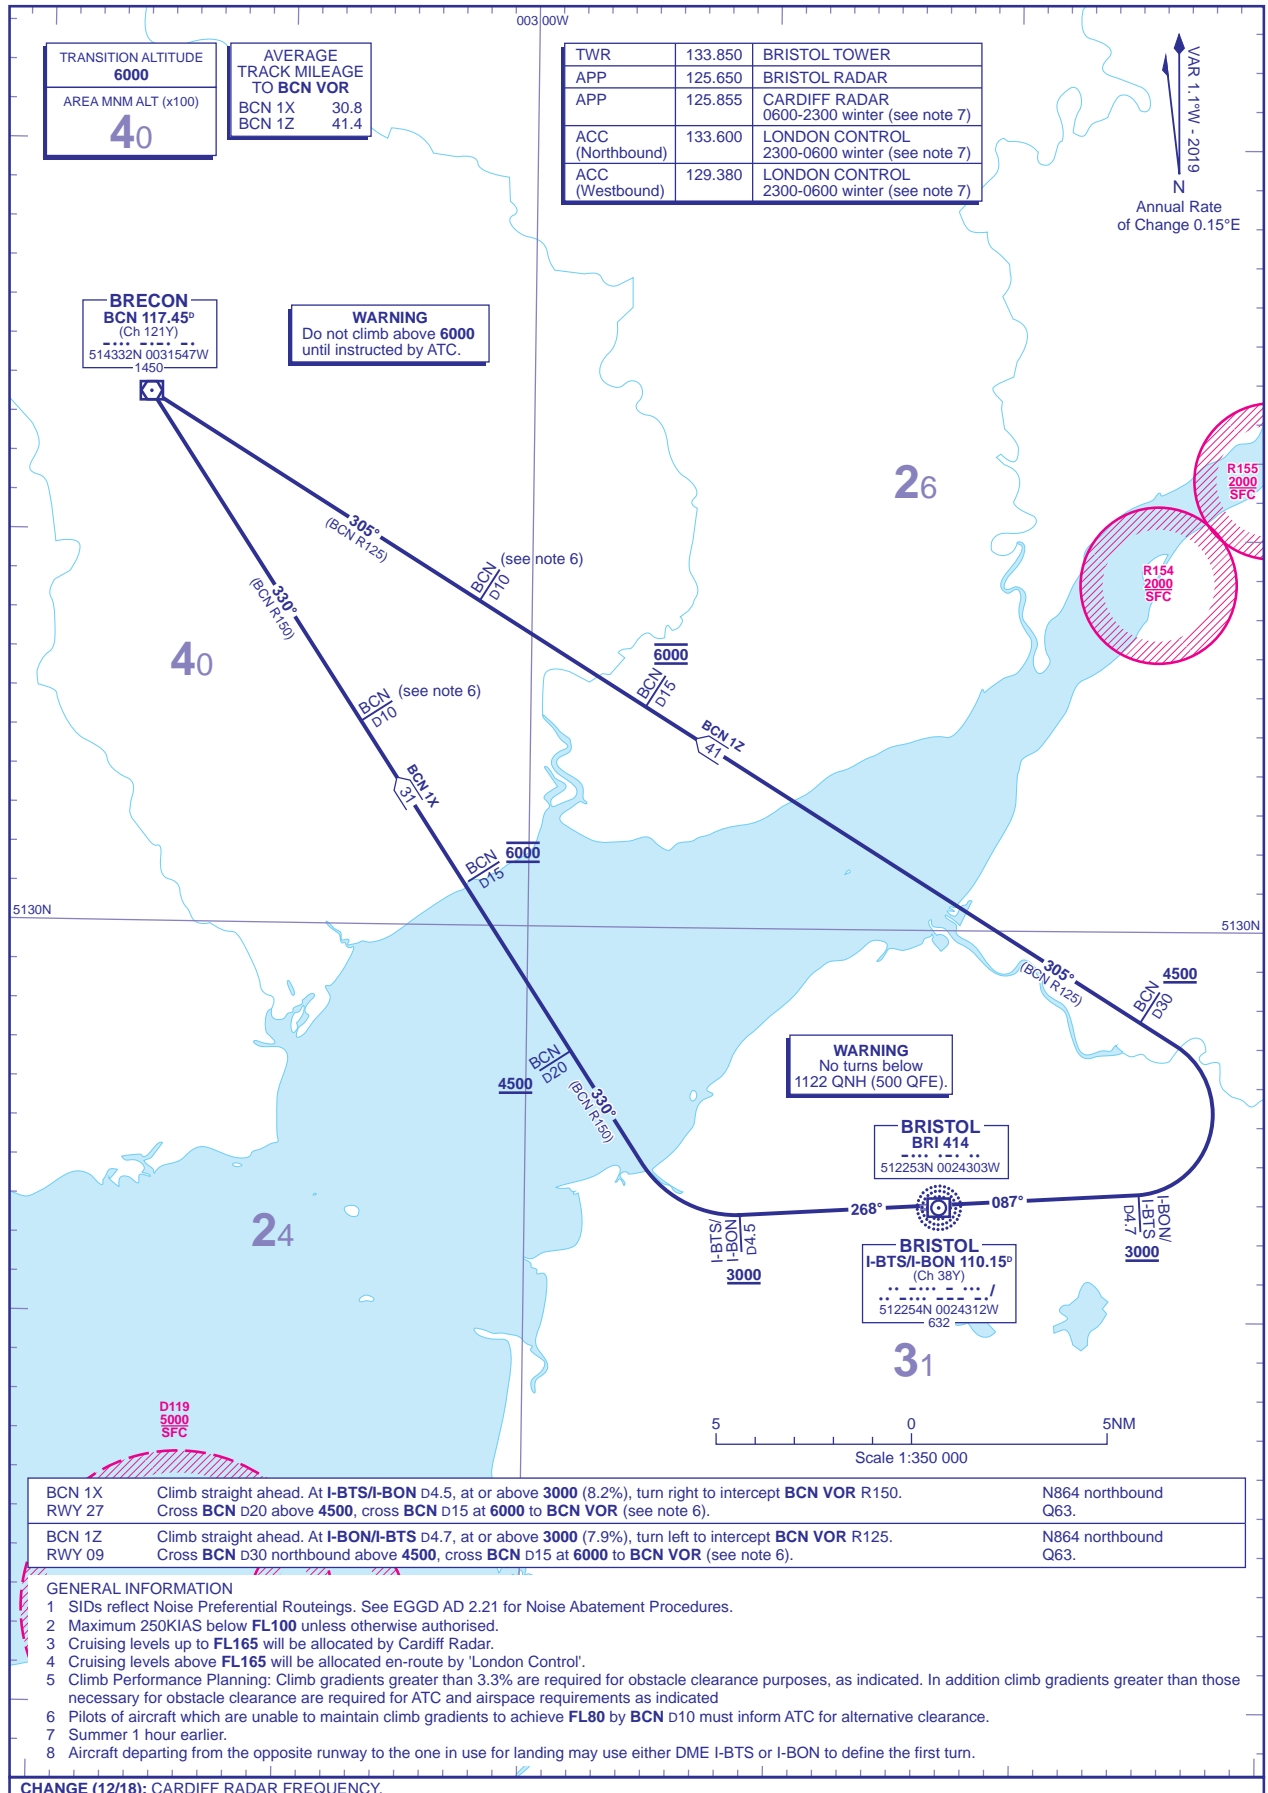 003 00W
TRANSITION ALTITUDE
6000
AREA MNM ALT (x100)
40
AVERAGE
TRACK MILEAGE
TO BCN VOR
BCN 1X 30.8
BCN 1Z 41.4
TWR 133.850 BRISTOL TOWER
APP 125.650 BRISTOL RADAR
APP 125.855 CARDIFF RADAR
0600-2300 winter (see note 7)
ACC (Northbound) 133.600 LONDON CONTROL
2300-0600 winter (see note 7)
ACC (Westbound) 129.380 LONDON CONTROL
2300-0600 winter (see note 7)
VAR 1.1°W - 2019
N
Annual Rate
of Change 0.15°E
BRECON
BCN 117.45ᴰ
(Ch 121Y)
514332N 0031547W
1450
WARNING
Do not climb above 6000
until instructed by ATC.
26
R155
2000
SFC
R154
2000
SFC
305°
(BCN R125)
BCN
D10
(see note 6)
330°
(BCN R150)
40
6000
BCN
D15
BCN
D10
(see note 6)
BCN 1Z
41
BCN 1X
31
6000
BCN
D15
5130N
5130N
305°
(BCN R125)
4500
BCN
D30
BCN
D20
4500
330°
(BCN R150)
WARNING
No turns below
1122 QNH (500 QFE).
BRISTOL
BRI 414
512253N 0024303W
268°
087°
24
I-BTS/
I-BON
D4.5
3000
I-BON/
I-BTS
D4.7
3000
BRISTOL
I-BTS/I-BON 110.15ᴰ
(Ch 38Y)
/
512254N 0024312W
632
31
D119
5000
SFC
5 0 5NM
Scale 1:350 000
BCN 1X Climb straight ahead. At I-BTS/I-BON D4.5, at or above 3000 (8.2%), turn right to intercept BCN VOR R150. N864 northbound
RWY 27 Cross BCN D20 above 4500, cross BCN D15 at 6000 to BCN VOR (see note 6). Q63.
BCN 1Z Climb straight ahead. At I-BON/I-BTS D4.7, at or above 3000 (7.9%), turn left to intercept BCN VOR R125. N864 northbound
RWY 09 Cross BCN D30 northbound above 4500, cross BCN D15 at 6000 to BCN VOR (see note 6). Q63.
GENERAL INFORMATION
1 SIDs reflect Noise Preferential Routeings. See EGGD AD 2.21 for Noise Abatement Procedures.
2 Maximum 250KIAS below FL100 unless otherwise authorised.
3 Cruising levels up to FL165 will be allocated by Cardiff Radar.
4 Cruising levels above FL165 will be allocated en-route by 'London Control'.
5 Climb Performance Planning: Climb gradients greater than 3.3% are required for obstacle clearance purposes, as indicated. In addition climb gradients greater than those
necessary for obstacle clearance are required for ATC and airspace requirements as indicated
6 Pilots of aircraft which are unable to maintain climb gradients to achieve FL80 by BCN D10 must inform ATC for alternative clearance.
7 Summer 1 hour earlier.
8 Aircraft departing from the opposite runway to the one in use for landing may use either DME I-BTS or I-BON to define the first turn.
CHANGE (12/18): CARDIFF RADAR FREQUENCY.